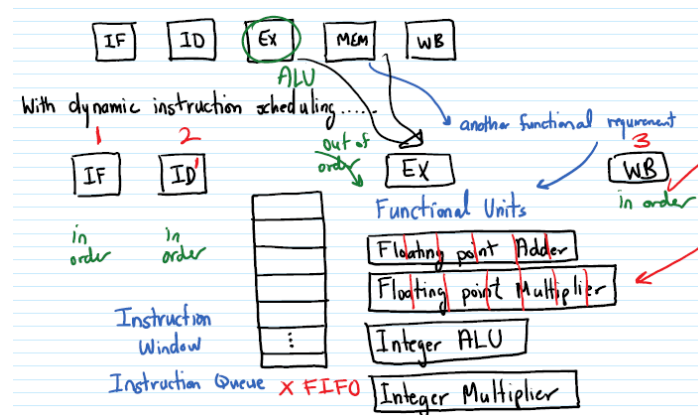 IF ID EX MEM WB
ALU
With dynamic instruction scheduling......
another functional requirement
1 2 3
out of order
IF ID' EX WB
in order
in order
in order
Functional Units
Floating point Adder
Floating point Multiplier
Instruction Window
⋮
Integer ALU
Instruction Queue X FIFO
Integer Multiplier